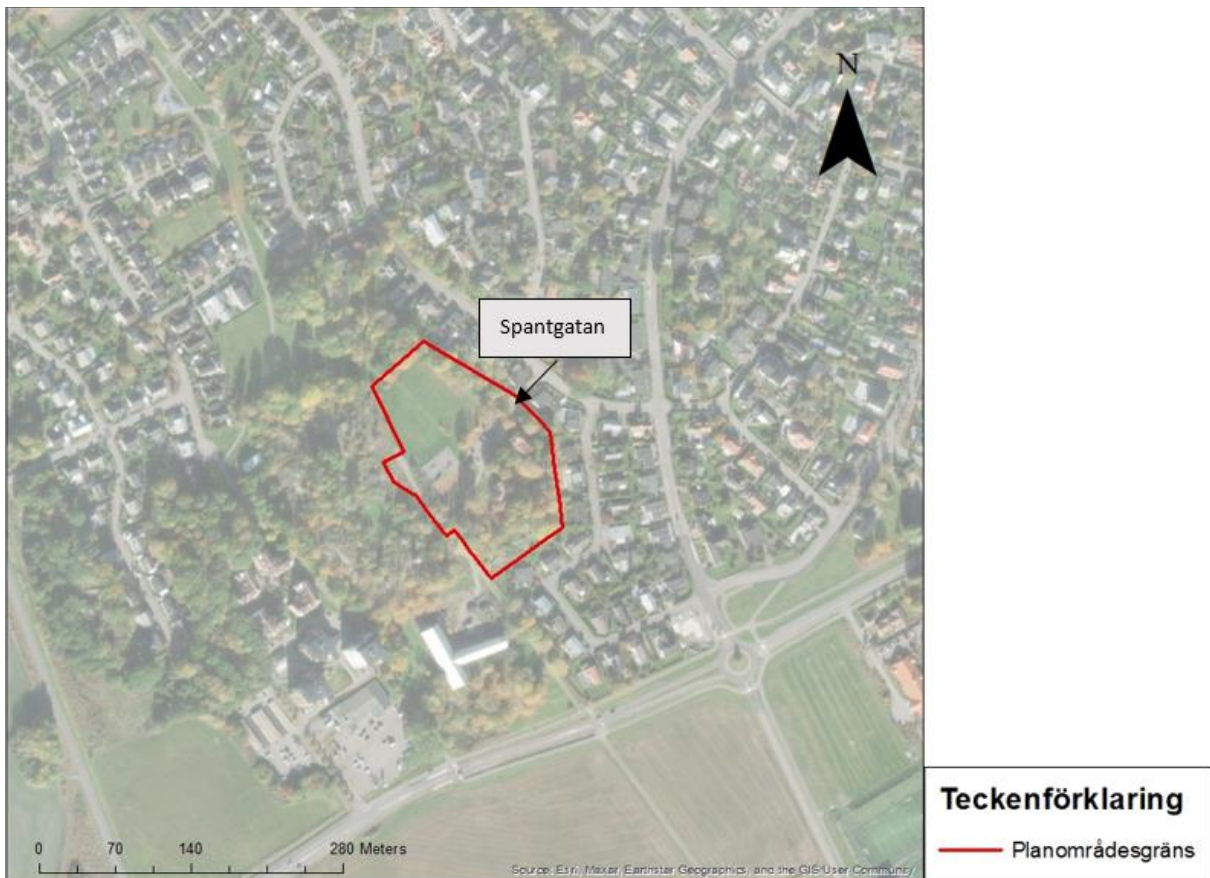 N
Spantgatan
0 70 140 280 Meters
Source: Esri, Maxar, Earthstar Geographics, and the GIS User Community
Teckenförklaring
Planområdesgräns